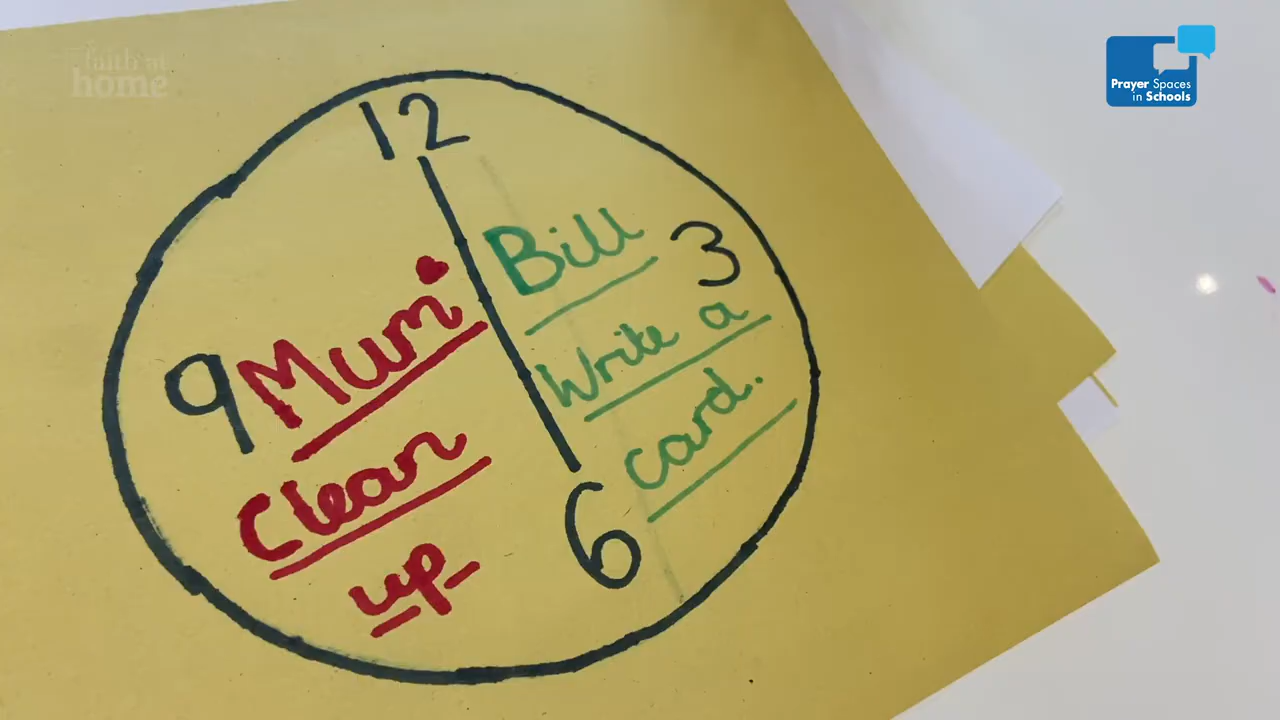 faith at
home
Prayer Spaces
in Schools
12
3
6
9
Mum
Clean
up
Bill
Write a
card.